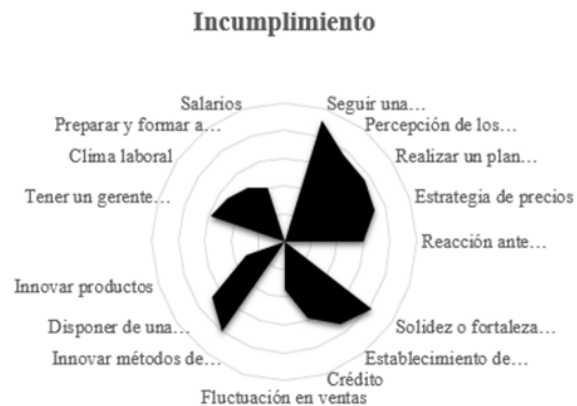 Incumplimiento
Salarios
Seguir una…
Preparar y formar a…
Percepción de los…
Clima laboral
Realizar un plan…
Tener un gerente…
Estrategia de precios
Reacción ante…
Innovar productos
Disponer de una…
Solidez o fortaleza…
Innovar métodos de…
Establecimiento de…
Crédito
Fluctuación en ventas